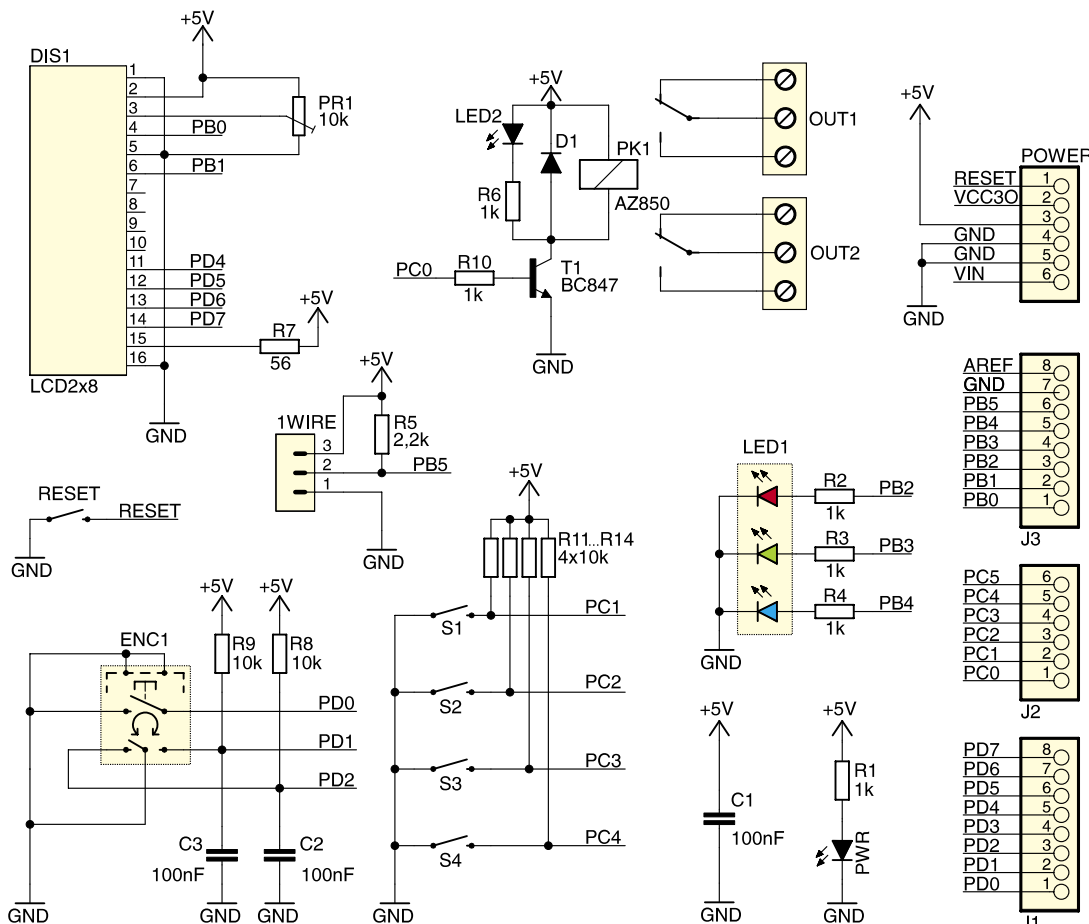 +5V
DIS1
1
2
3
4
5
6
7
8
9
10
11
12
13
14
15
16
PB0
PB1
PD4
PD5
PD6
PD7
PR1
10k
+5V
R7
56
LCD2x8
GND
+5V
LED2
D1
PK1
AZ850
R6
1k
PC0
R10
1k
T1
BC847
GND
OUT1
OUT2
+5V
POWER
RESET
VCC3O
GND
GND
VIN
1
2
3
4
5
6
GND
+5V
1WIRE
3
2
1
R5
2,2k
PB5
GND
RESET
RESET
GND
AREF
GND
PB5
PB4
PB3
PB2
PB1
PB0
8
7
6
5
4
3
2
1
J3
LED1
R2
1k
PB2
R3
1k
PB3
R4
1k
PB4
GND
+5V
R11...R14
4x10k
S1
PC1
S2
PC2
S3
PC3
S4
PC4
GND
+5V
+5V
ENC1
R9
10k
R8
10k
PD0
PD1
PD2
C3
100nF
C2
100nF
GND
GND
GND
PC5
PC4
PC3
PC2
PC1
PC0
6
5
4
3
2
1
J2
+5V
C1
100nF
GND
+5V
R1
1k
PWR
GND
PD7
PD6
PD5
PD4
PD3
PD2
PD1
PD0
8
7
6
5
4
3
2
1
J1